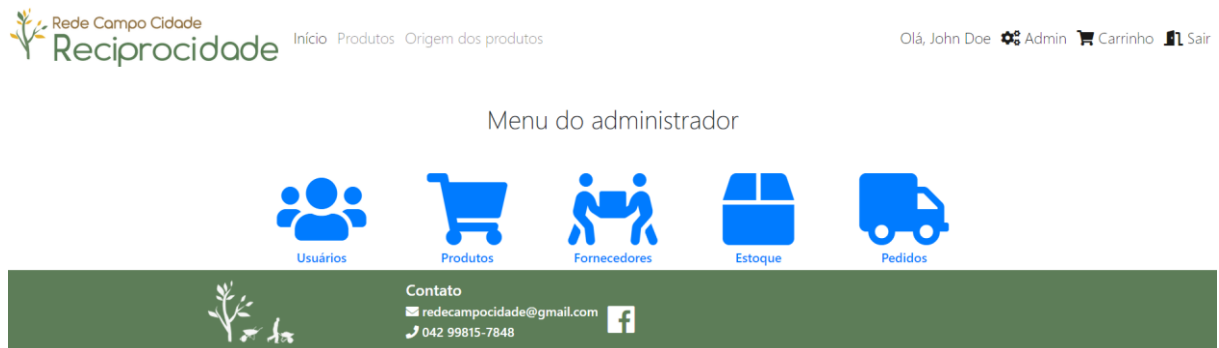 Rede Campo Cidade
Reciprocidade
Início Produtos Origem dos produtos
Olá, John Doe Admin Carrinho Sair
Menu do administrador
Usuários Produtos Fornecedores Estoque Pedidos
Contato
redecampocidade@gmail.com
042 99815-7848